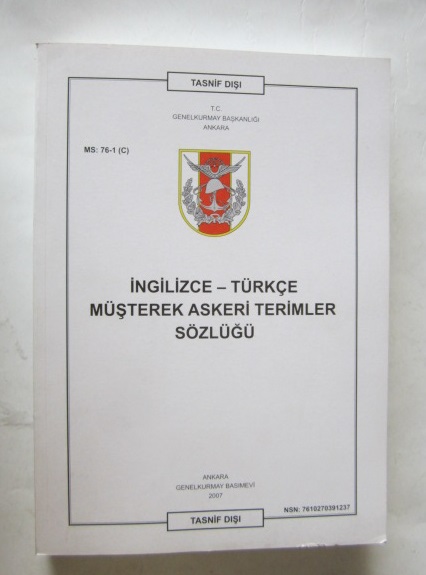 TASNİF DIŞI
T.C.
GENELKURMAY BAŞKANLIĞI
ANKARA
MS: 76-1 (C)
İNGİLİZCE – TÜRKÇE
MÜŞTEREK ASKERİ TERİMLER
SÖZLÜĞÜ
ANKARA
GENELKURMAY BASIMEVİ
2007
NSN: 7610270391237
TASNİF DIŞI